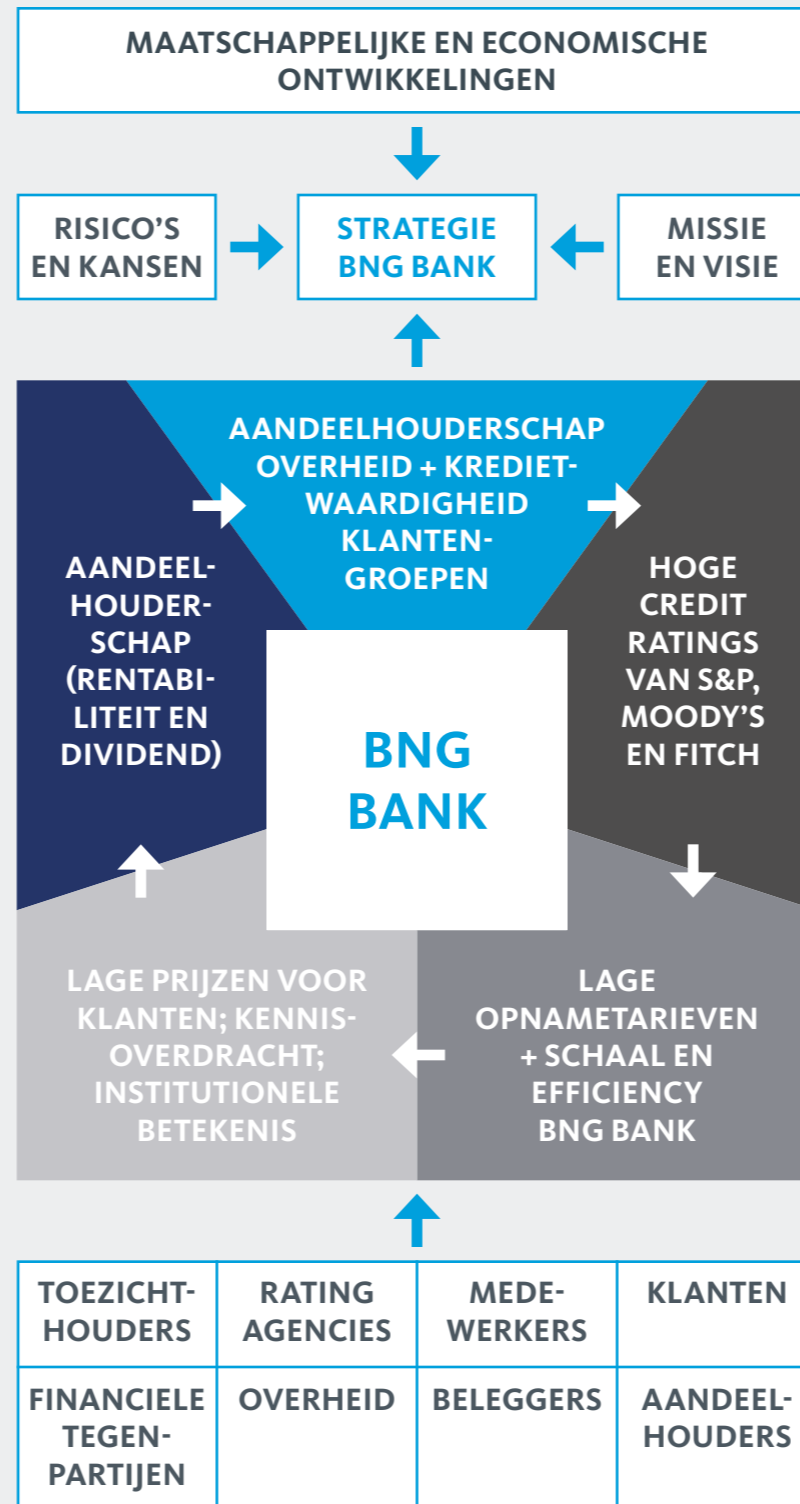 MAATSCHAPPELIJKE EN ECONOMISCHE
ONTWIKKELINGEN
RISICO'S
EN KANSEN
STRATEGIE
BNG BANK
MISSIE
EN VISIE
AANDEELHOUDERSCHAP
OVERHEID + KREDIET-
WAARDIGHEID
KLANTEN-
GROEPEN
AANDEEL-
HOUDER-
SCHAP
(RENTABI-
LITEIT EN
DIVIDEND)
HOGE
CREDIT
RATINGS
VAN S&P,
MOODY'S
EN FITCH
BNG
BANK
LAGE PRIJZEN VOOR
KLANTEN; KENNIS-
OVERDRACHT;
INSTITUTIONELE
BETEKENIS
LAGE
OPNAMETARIEVEN
+ SCHAAL EN
EFFICIENCY
BNG BANK
TOEZICHT-
HOUDERS
RATING
AGENCIES
MEDE-
WERKERS
KLANTEN
FINANCIELE
TEGEN-
PARTIJEN
OVERHEID
BELEGGERS
AANDEEL-
HOUDERS